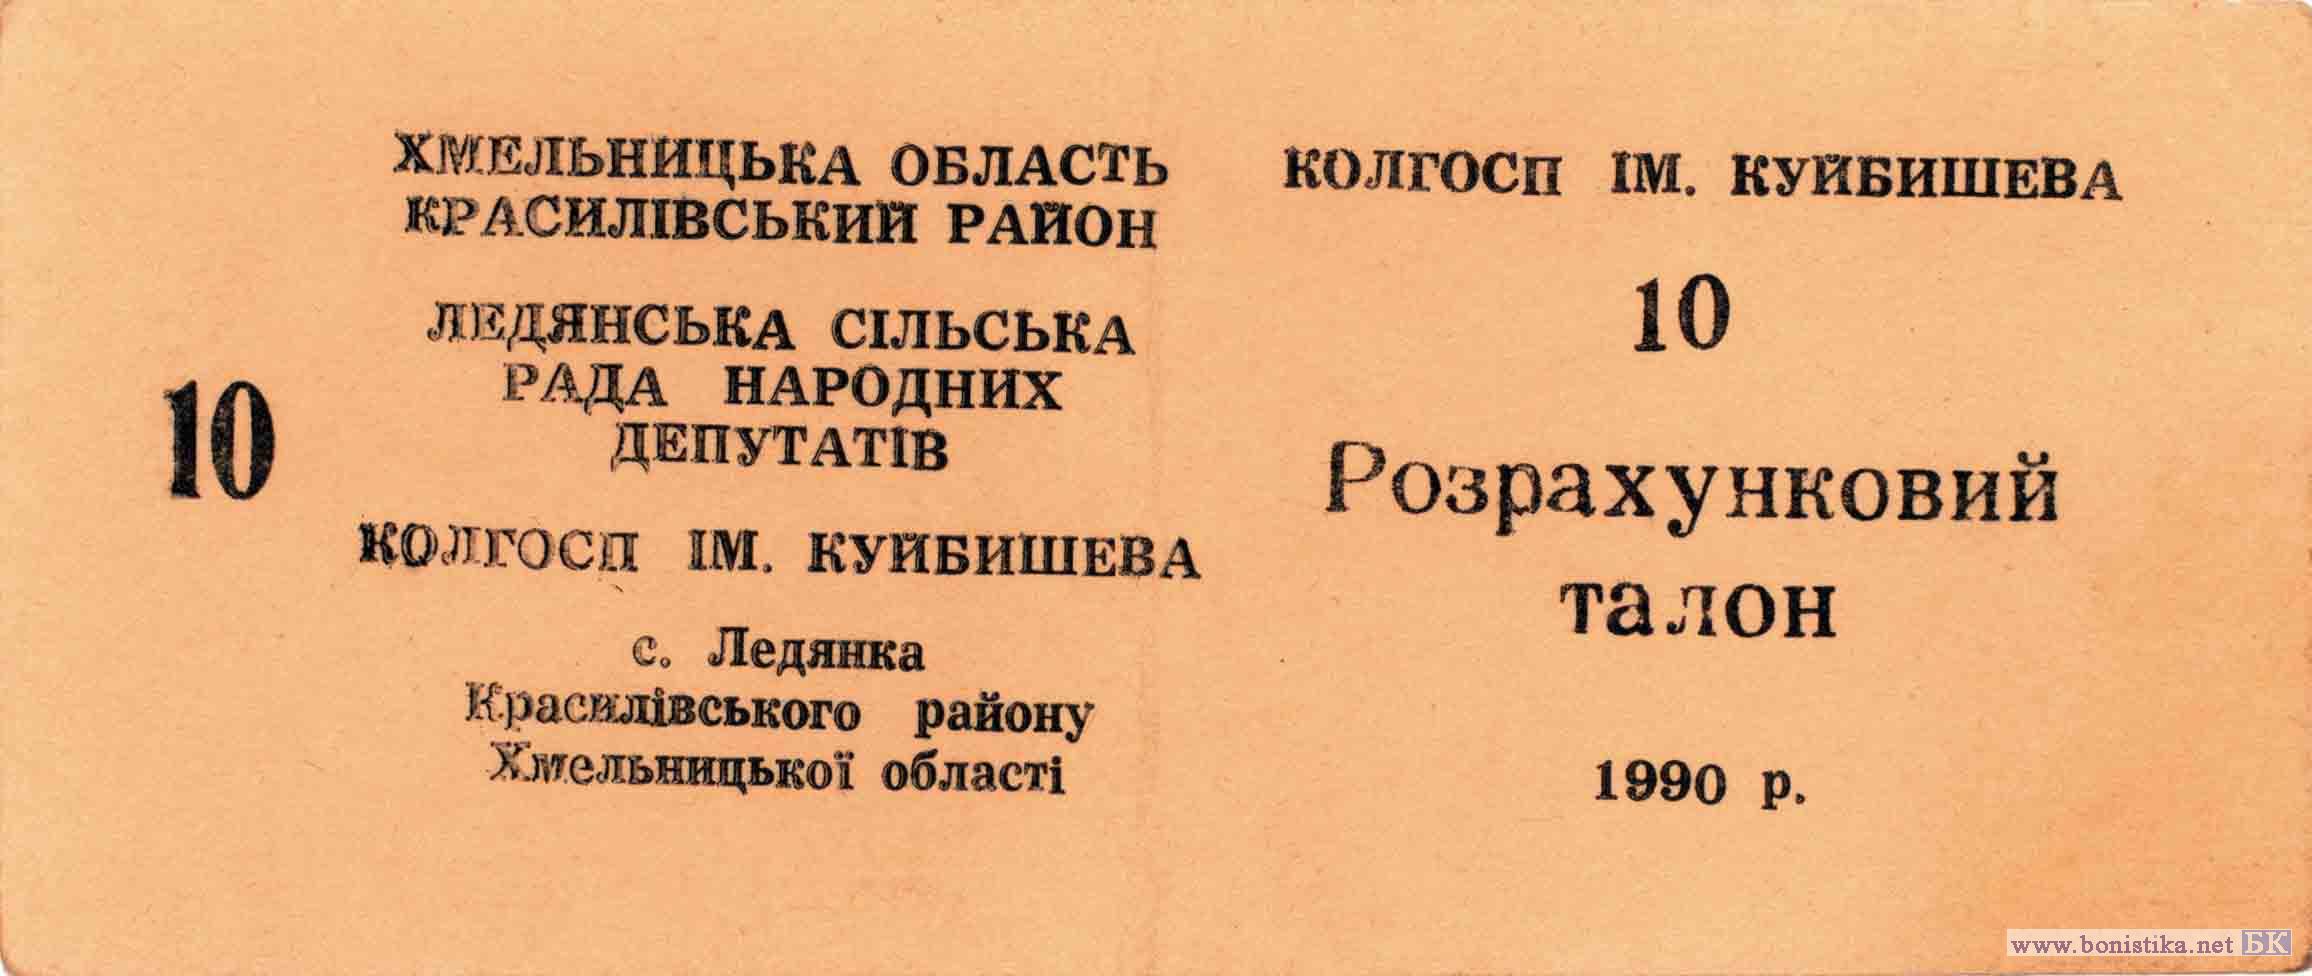 ХМЕЛЬНИЦЬКА ОБЛАСТЬ
КРАСИЛІВСЬКИЙ РАЙОН
ЛЕДЯНСЬКА СІЛЬСЬКА
РАДА НАРОДНИХ
ДЕПУТАТІВ
10
КОЛГОСП ІМ. КУЙБИШЕВА
с. Ледянка
Красилівського району
Хмельницької області
КОЛГОСП ІМ. КУЙБИШЕВА
10
Розрахунковий
талон
1990 р.
www.bonistika.net БК